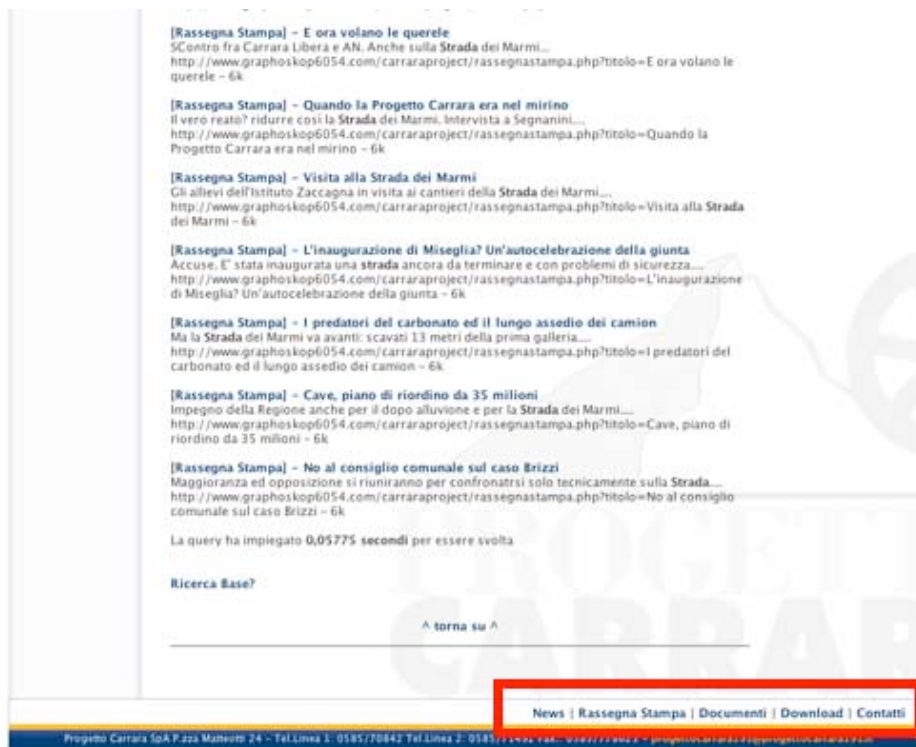 [Rassegna Stampa] – E ora volano le querele
SContro fra Carrara Libera e AN. Anche sulla Strada dei Marmi...
http://www.graphoskop6054.com/carraraproject/rassegnastampa.php?titolo=E ora volano le
querele – 6k
[Rassegna Stampa] – Quando la Progetto Carrara era nel mirino
Il vero reato? ridurre così la Strada dei Marmi. Intervista a Segnanini....
http://www.graphoskop6054.com/carraraproject/rassegnastampa.php?titolo=Quando la
Progetto Carrara era nel mirino – 6k
[Rassegna Stampa] – Visita alla Strada dei Marmi
Gli allievi dell'Istituto Zaccagna in visita ai cantieri della Strada dei Marmi....
http://www.graphoskop6054.com/carraraproject/rassegnastampa.php?titolo=Visita alla Strada
dei Marmi – 6k
[Rassegna Stampa] – L'inaugurazione di Miseglia? Un'autocelebrazione della giunta
Accuse. E' stata inaugurata una strada ancora da terminare e con problemi di sicurezza....
http://www.graphoskop6054.com/carraraproject/rassegnastampa.php?titolo=L'inaugurazione
di Miseglia? Un'autocelebrazione della giunta – 6k
[Rassegna Stampa] – I predatori del carbonato ed il lungo assedio dei camion
Ma la Strada dei Marmi va avanti: scavati 13 metri della prima galleria....
http://www.graphoskop6054.com/carraraproject/rassegnastampa.php?titolo=I predatori del
carbonato ed il lungo assedio dei camion – 6k
[Rassegna Stampa] – Cave, piano di riordino da 35 milioni
Impegno della Regione anche per il dopo alluvione e per la Strada dei Marmi....
http://www.graphoskop6054.com/carraraproject/rassegnastampa.php?titolo=Cave, piano di
riordino da 35 milioni – 6k
[Rassegna Stampa] – No al consiglio comunale sul caso Brizzi
Maggioranza ed opposizione si riuniranno per confronatrsi solo tecnicamente sulla Strada....
http://www.graphoskop6054.com/carraraproject/rassegnastampa.php?titolo=No al consiglio
comunale sul caso Brizzi – 6k
La query ha impiegato 0,05775 secondi per essere svolta
Ricerca Base?
^ torna su ^
PROGETT
CARRAR
News | Rassegna Stampa | Documenti | Download | Contatti
Progetto Carrara SpA P.zza Matteotti 24 – Tel.Linea 1: 0585/70842 Tel.Linea 2: